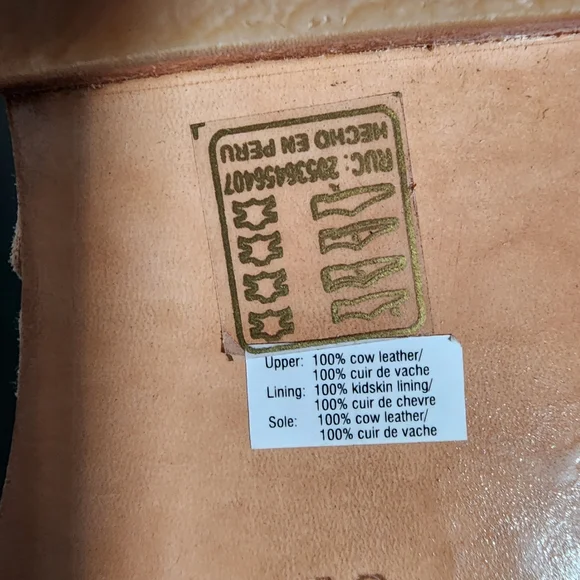 HECHO EN PERU
RUC: 20536456407
Upper: 100% cow leather/
100% cuir de vache
Lining: 100% kidskin lining/
100% cuir de chevre
Sole: 100% cow leather/
100% cuir de vache